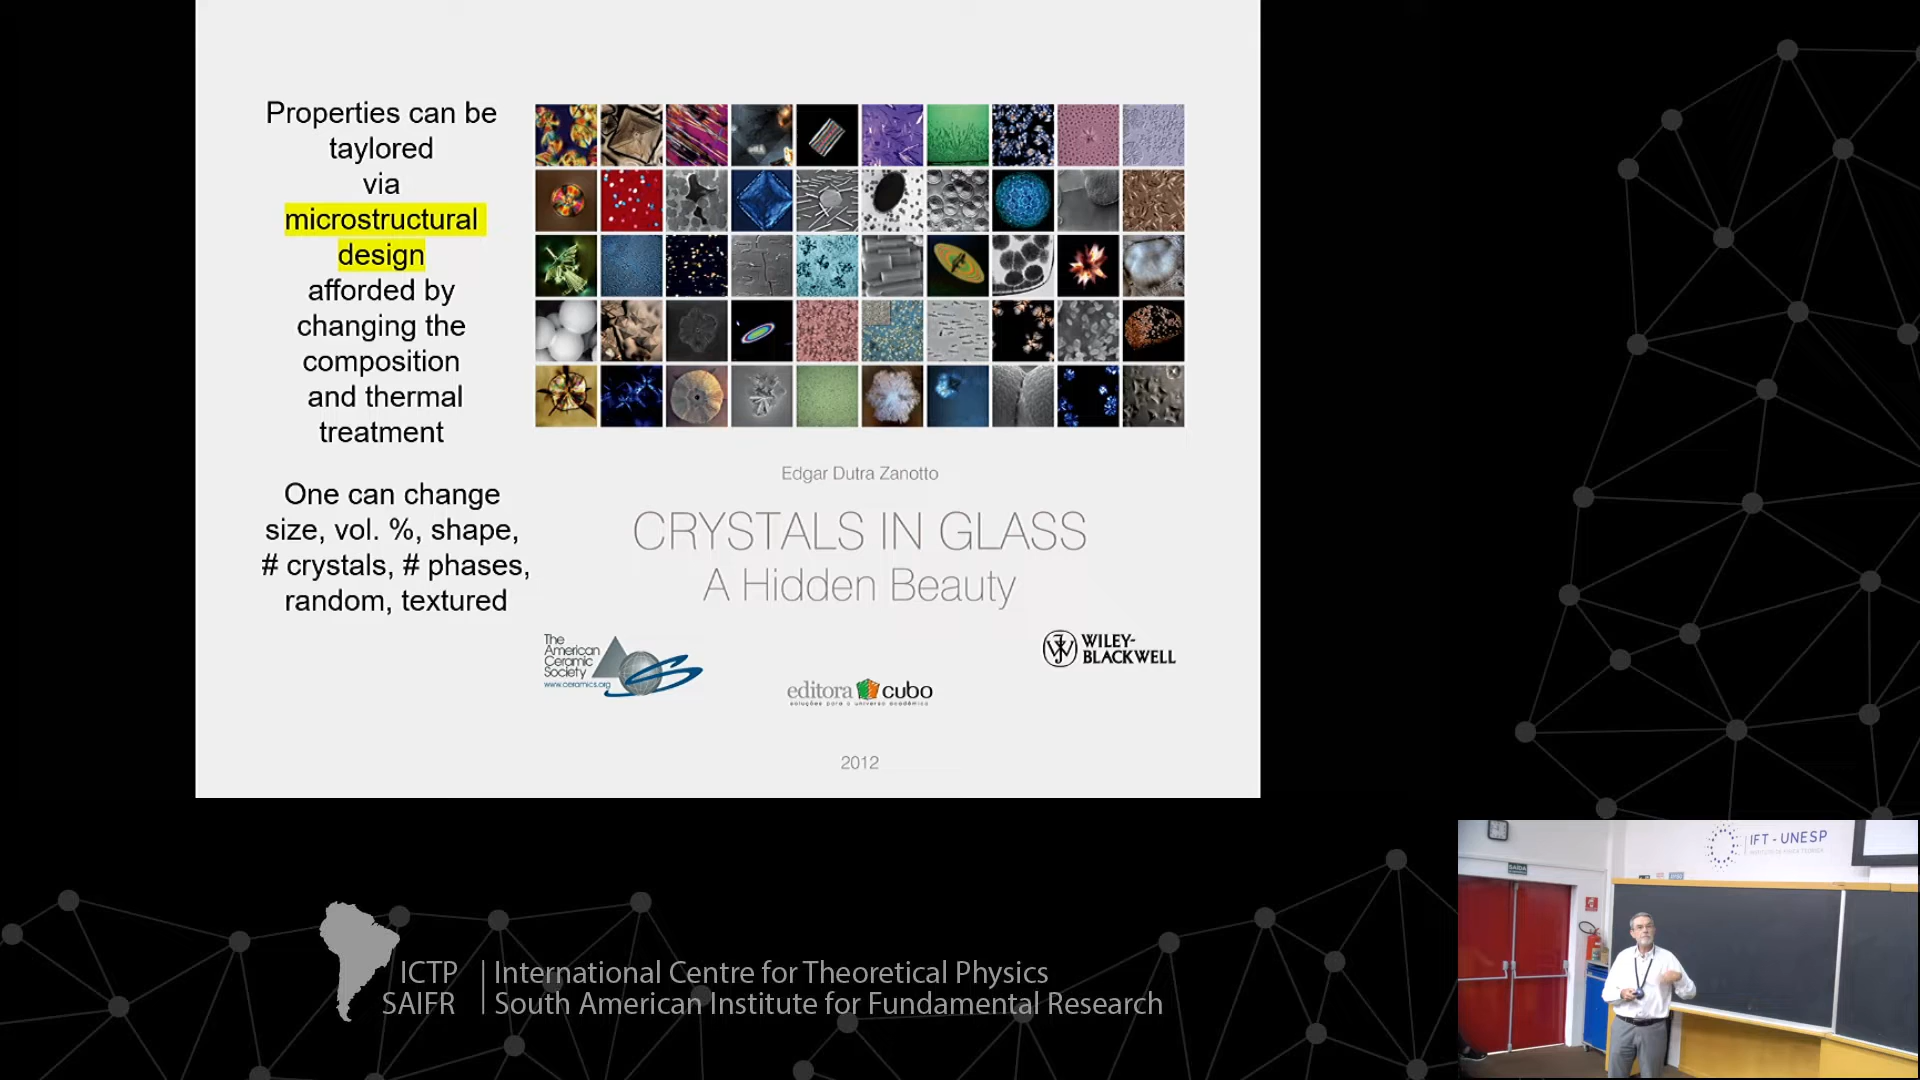 Properties can be
taylored
via
microstructural
design
afforded by
changing the
composition
and thermal
treatment
One can change
size, vol. %, shape,
# crystals, # phases,
random, textured
Edgar Dutra Zanotto
CRYSTALS IN GLASS
A Hidden Beauty
The
American
Ceramic
Society
www.ceramics.org
editora cubo
soluções para o universo acadêmico
WILEY-
BLACKWELL
2012
ICTP
SAIFR
International Centre for Theoretical Physics
South American Institute for Fundamental Research
IFT - UNESP
SAÍDA